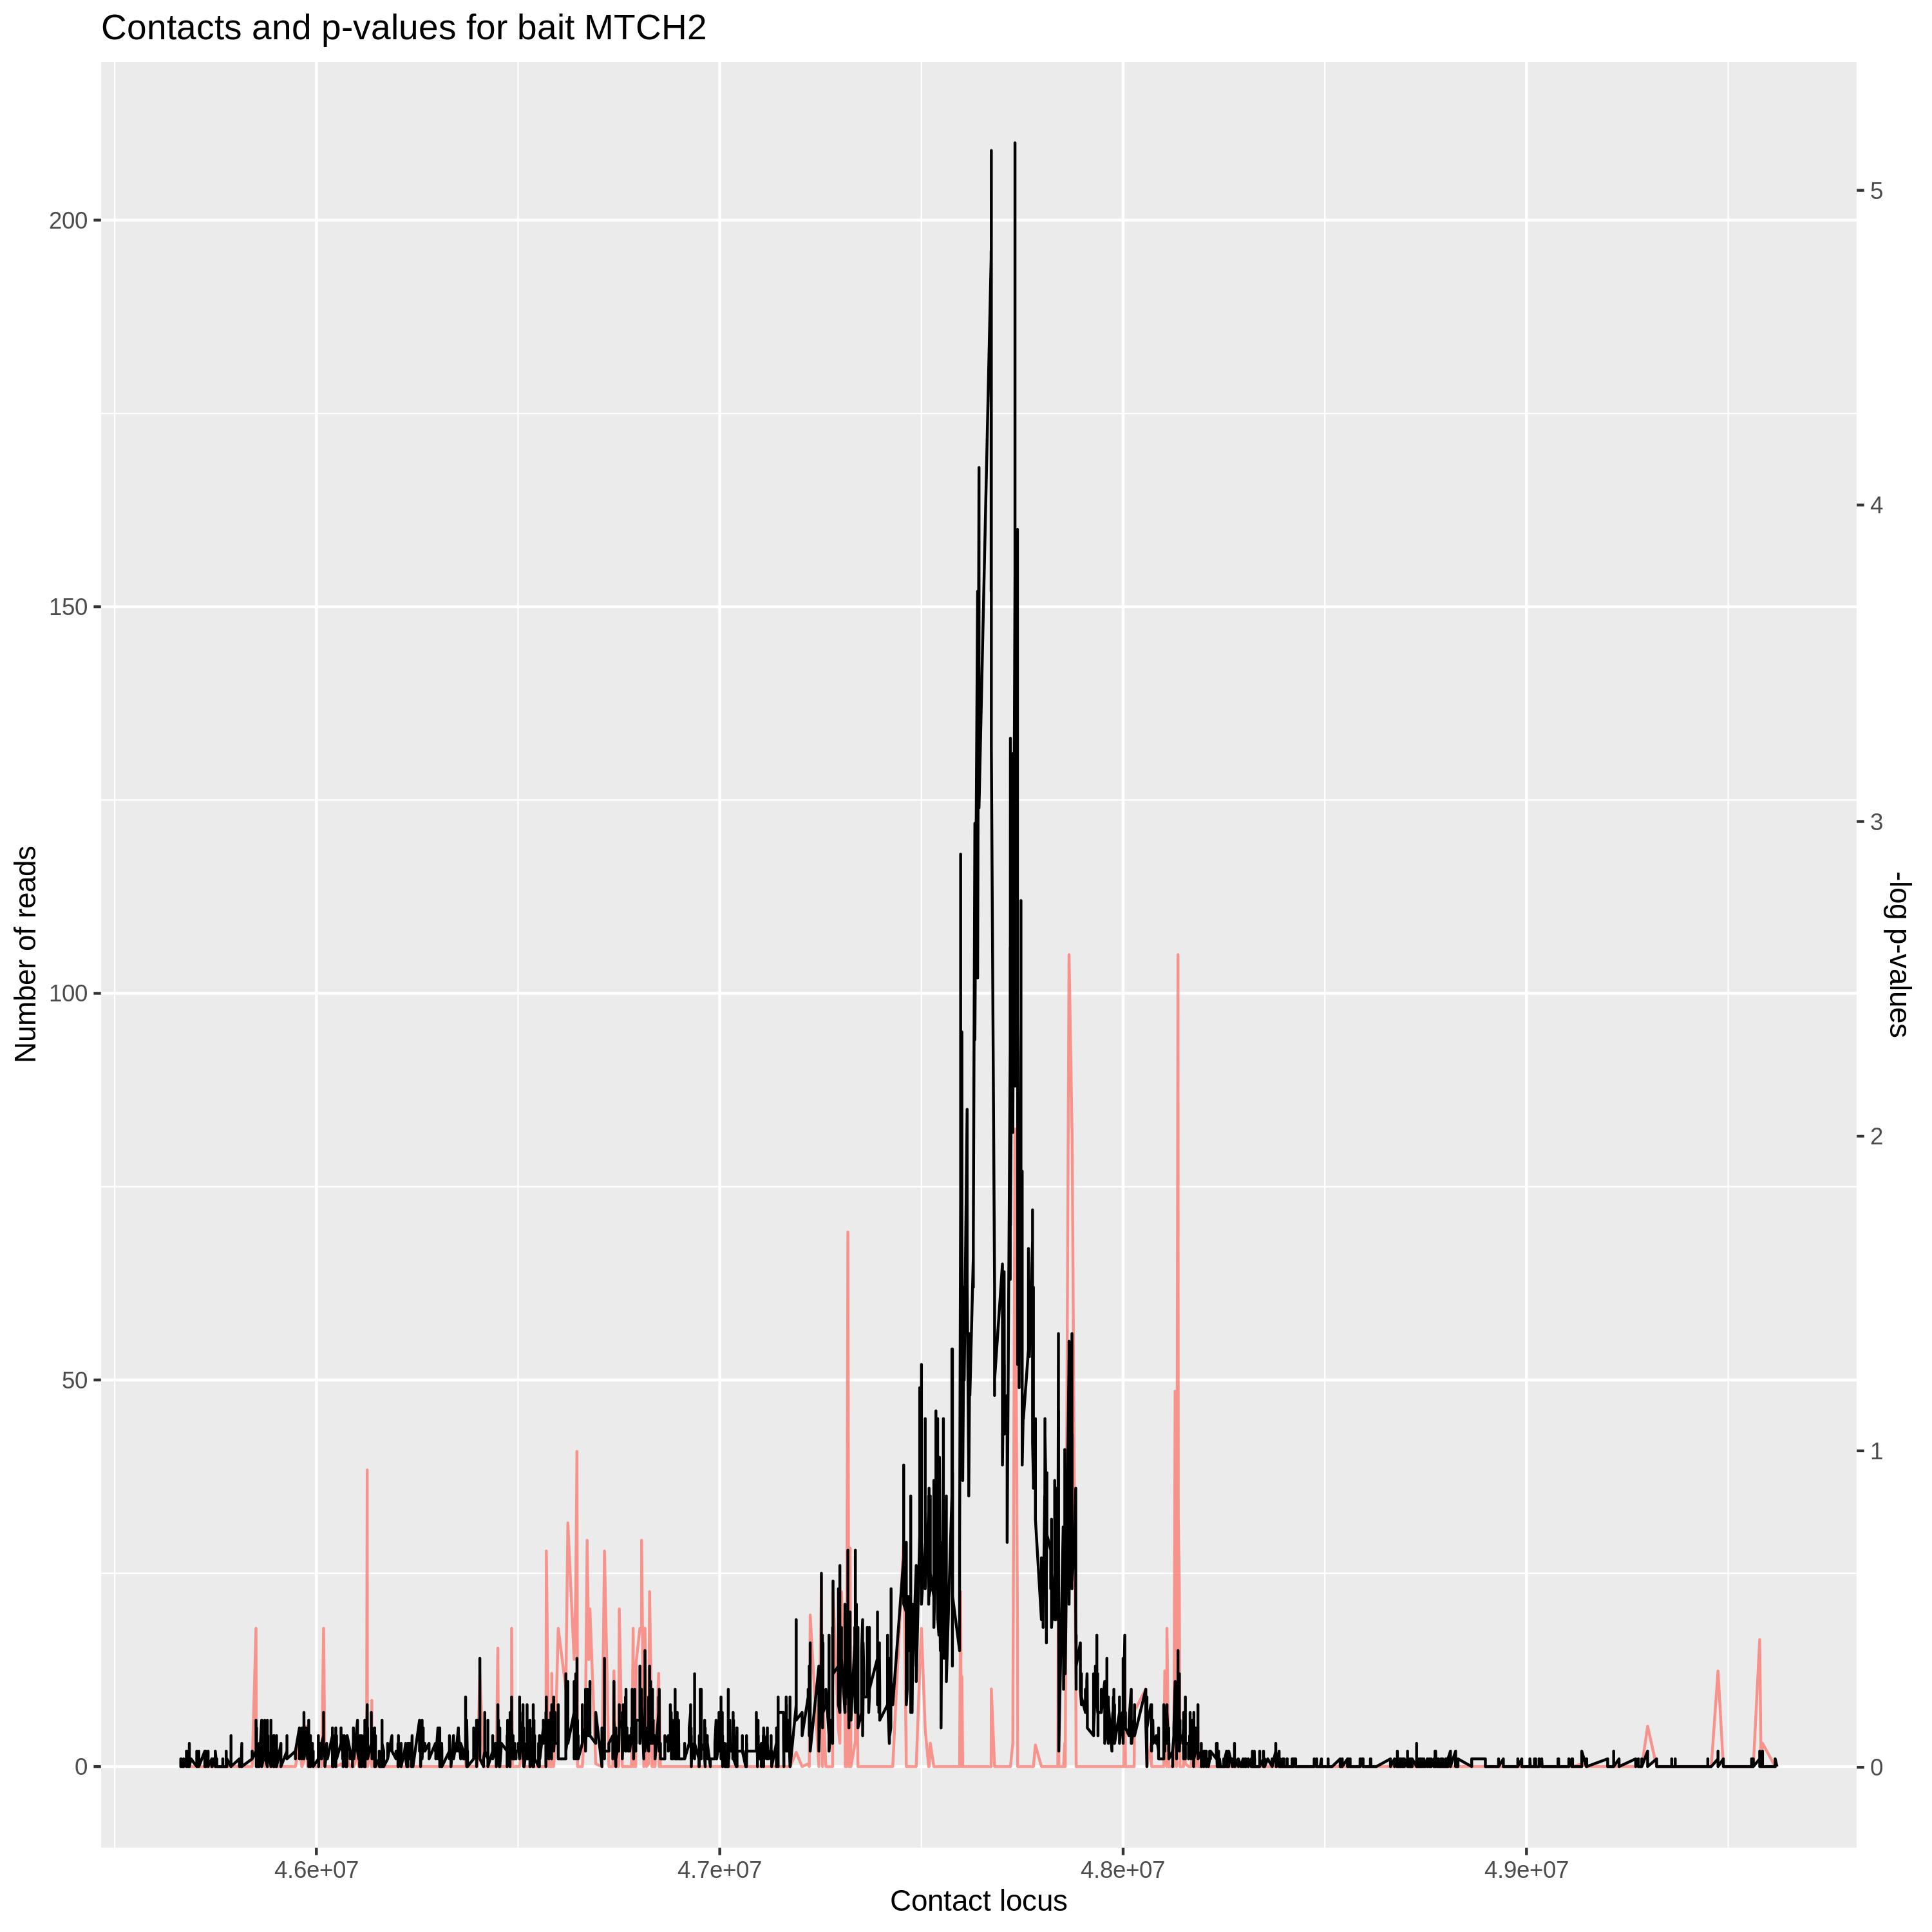 Contacts and p-values for bait MTCH2
Number of reads
200
150
100
50
0
5
4
3
2
1
0
-log p-values
4.6e+07
4.7e+07
4.8e+07
4.9e+07
Contact locus